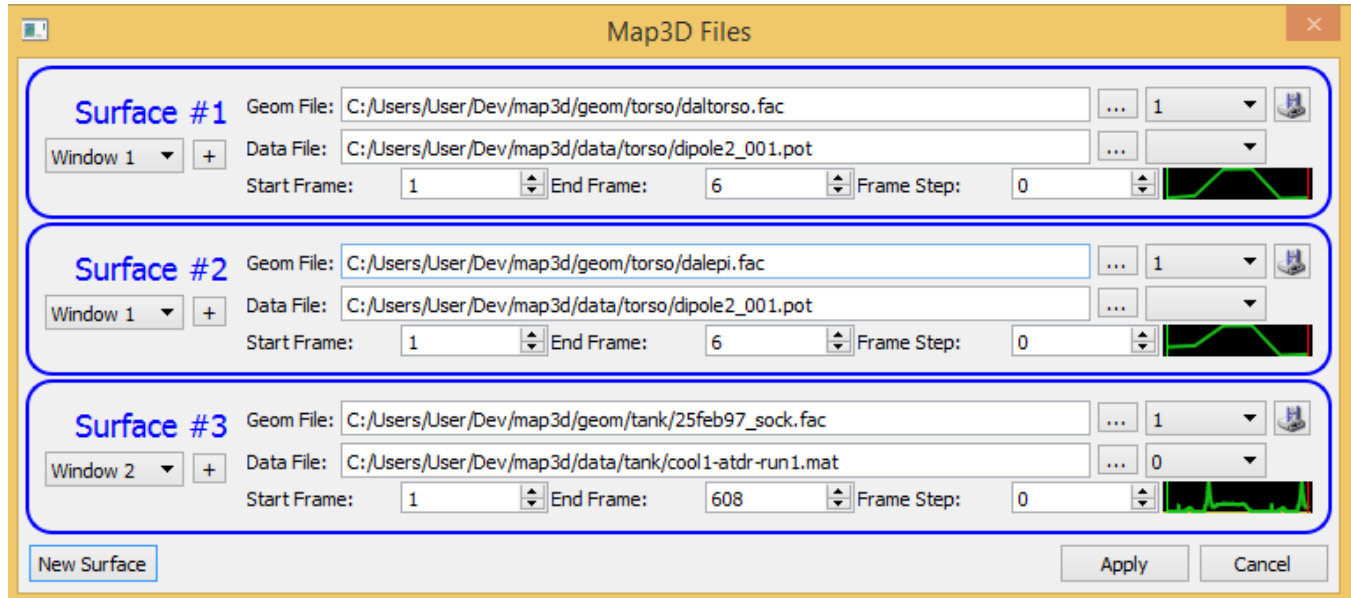 Map3D Files
Surface #1
Geom File: C:/Users/User/Dev/map3d/geom/torso/daltorso.fac ... 1
Window 1 +
Data File: C:/Users/User/Dev/map3d/data/torso/dipole2_001.pot ...
Start Frame: 1 End Frame: 6 Frame Step: 0
Surface #2
Geom File: C:/Users/User/Dev/map3d/geom/torso/dalepi.fac ... 1
Window 1 +
Data File: C:/Users/User/Dev/map3d/data/torso/dipole2_001.pot ...
Start Frame: 1 End Frame: 6 Frame Step: 0
Surface #3
Geom File: C:/Users/User/Dev/map3d/geom/tank/25feb97_sock.fac ... 1
Window 2 +
Data File: C:/Users/User/Dev/map3d/data/tank/cool1-atdr-run1.mat ... 0
Start Frame: 1 End Frame: 608 Frame Step: 0
New Surface Apply Cancel